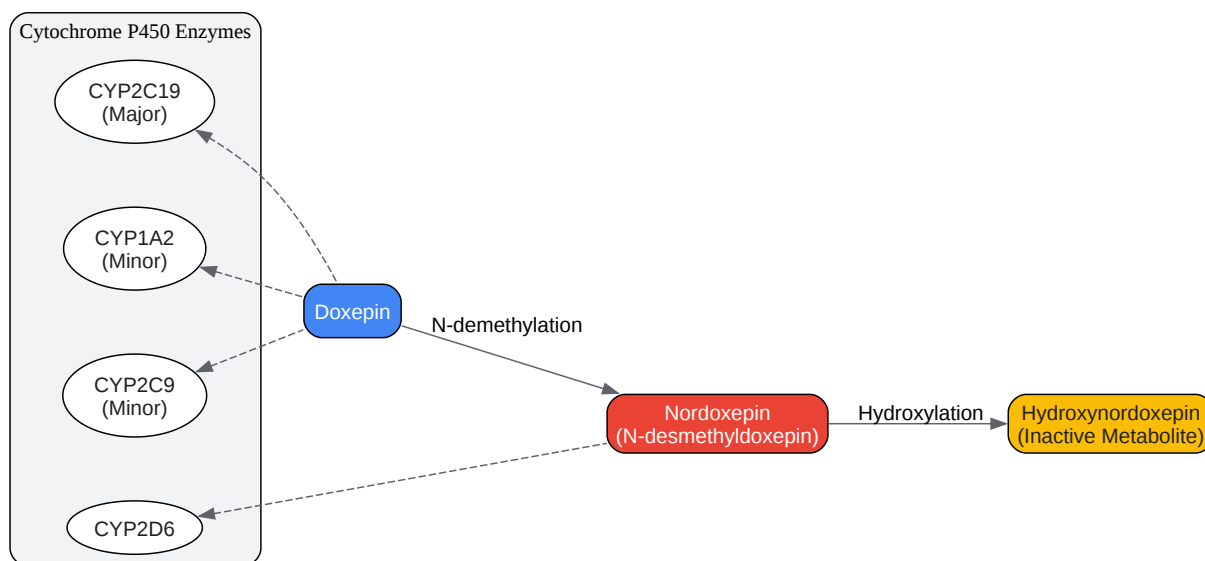 Cytochrome P450 Enzymes
CYP2C19
(Major)
CYP1A2
(Minor)
Doxepin
N-demethylation
CYP2C9
(Minor)
Nordoxepin
(N-desmethyldoxepin)
Hydroxylation
Hydroxynordoxepin
(Inactive Metabolite)
CYP2D6